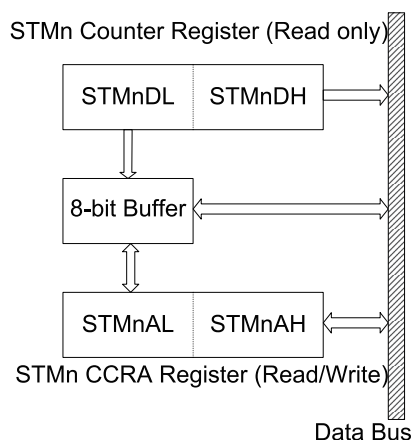 STMn Counter Register (Read only)
STMnDL STMnDH
8-bit Buffer
STMnAL STMnAH
STMn CCRA Register (Read/Write)
Data Bus